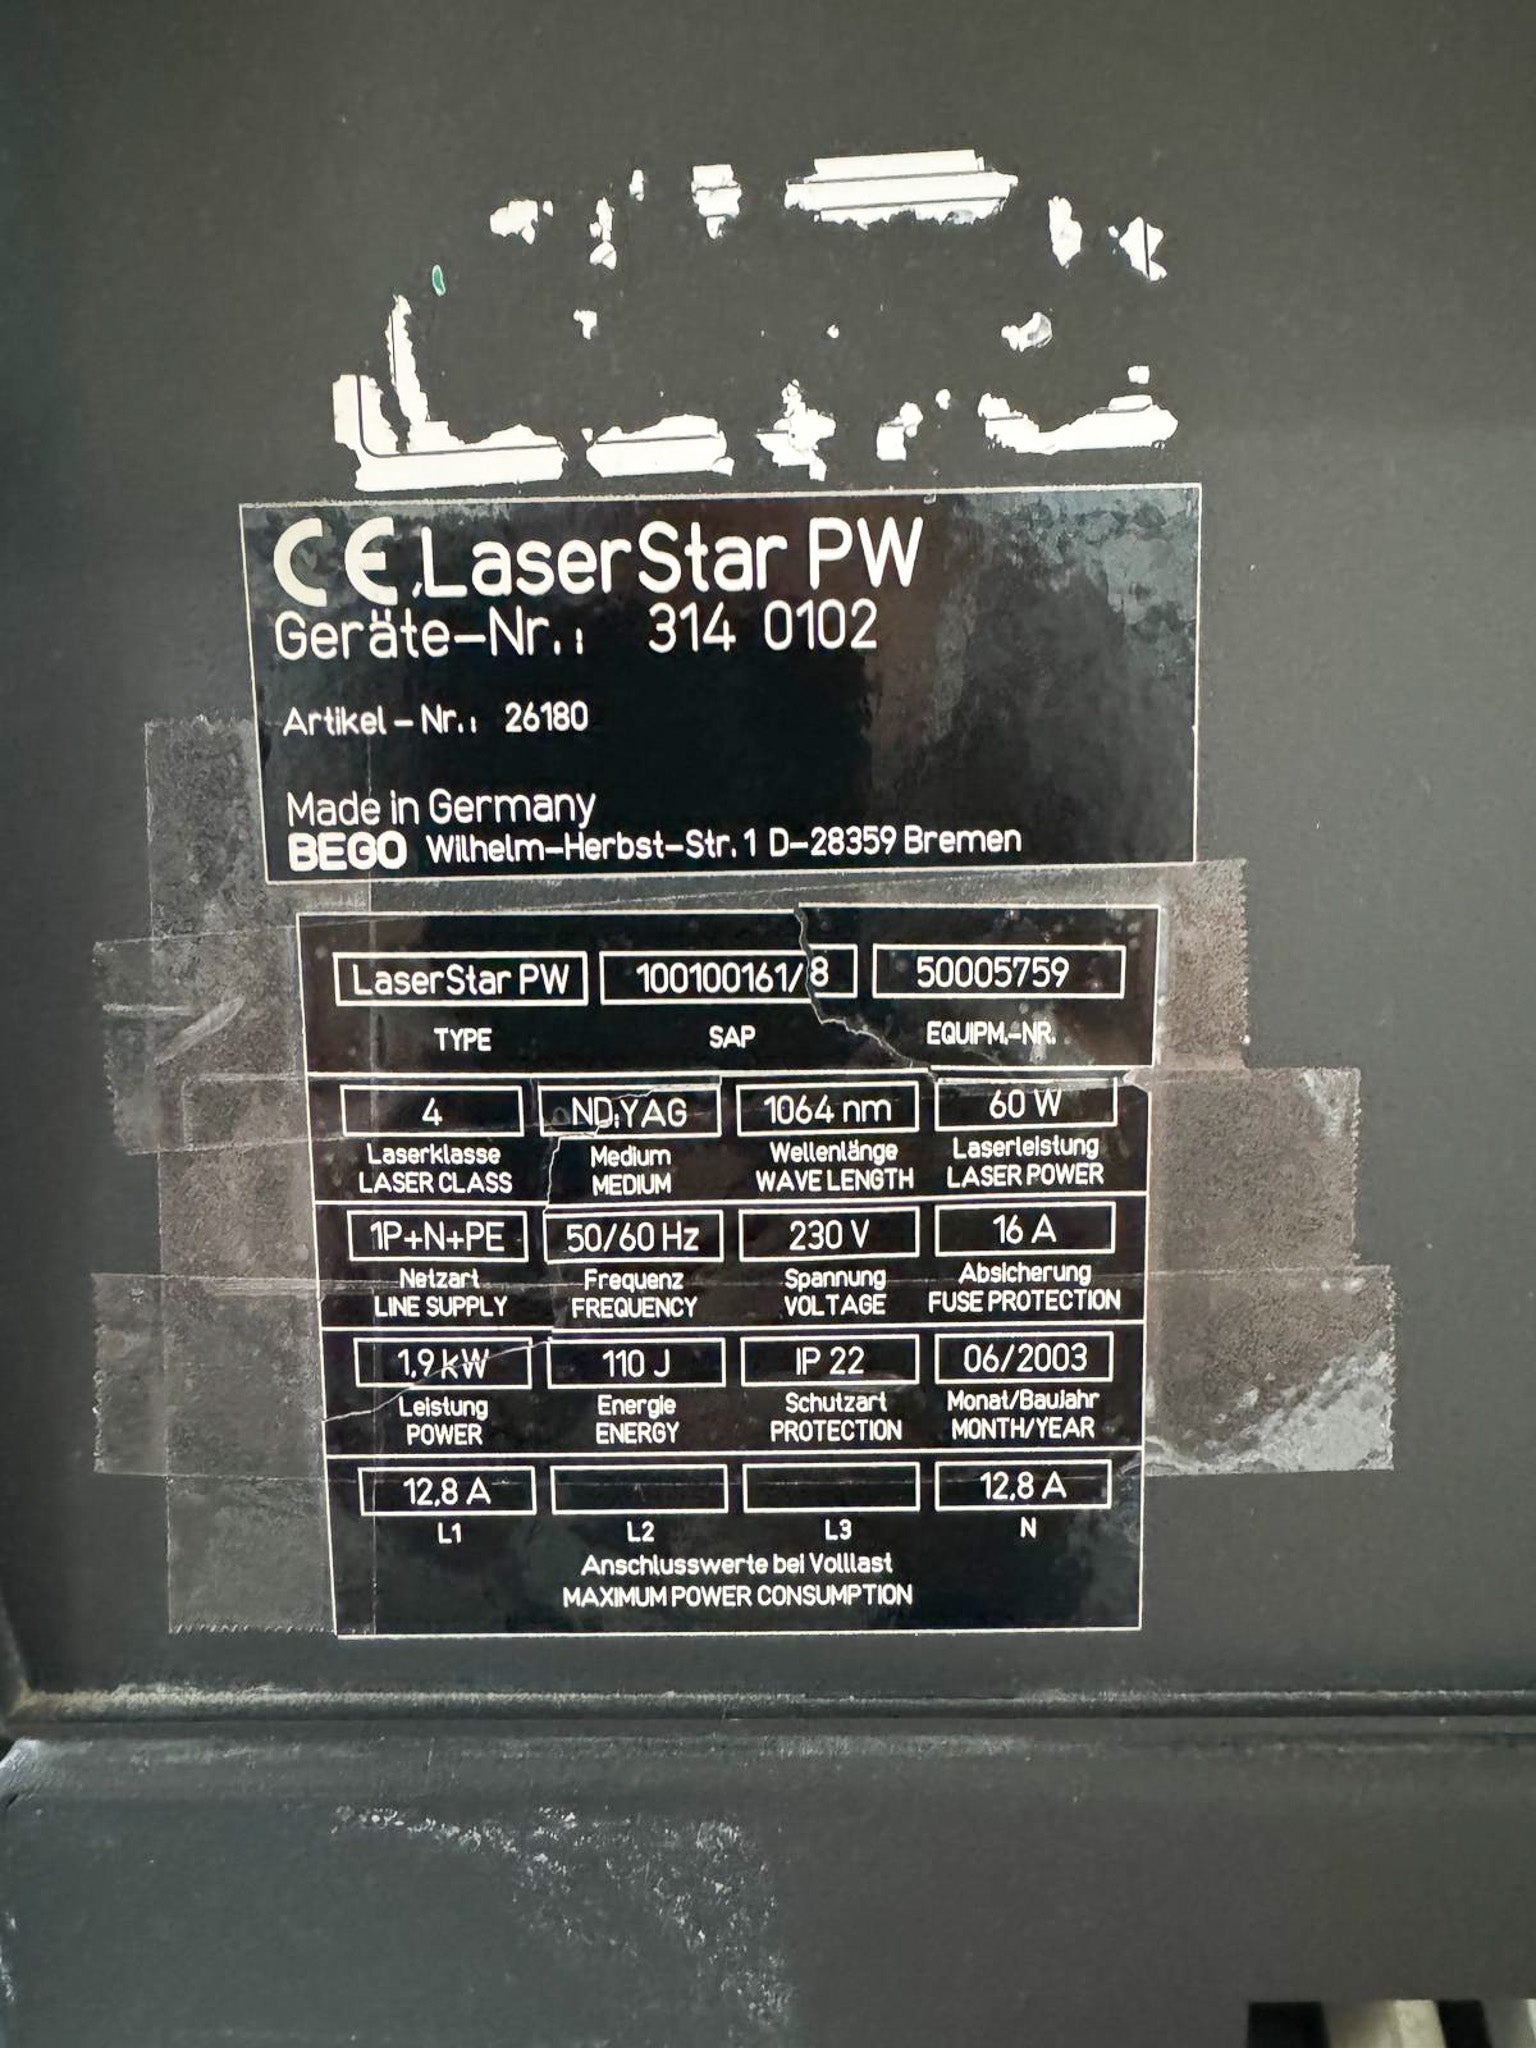 CE LaserStar PW
Geräte-Nr.: 314 0102
Artikel-Nr.: 26180
Made in Germany
BEGO Wilhelm-Herbst-Str. 1 D-28359 Bremen
LaserStar PW 100100161/8 50005759
TYPE SAP EQUIPM.-NR.
4 ND:YAG 1064 nm 60 W
Laserklasse Medium Wellenlänge Laserleistung
LASER CLASS MEDIUM WAVE LENGTH LASER POWER
1P+N+PE 50/60 Hz 230 V 16 A
Netzart Frequenz Spannung Absicherung
LINE SUPPLY FREQUENCY VOLTAGE FUSE PROTECTION
1,9 kW 110 J IP 22 06/2003
Leistung Energie Schutzart Monat/Baujahr
POWER ENERGY PROTECTION MONTH/YEAR
12,8 A 12,8 A
L1 L2 L3 N
Anschlusswerte bei Volllast
MAXIMUM POWER CONSUMPTION